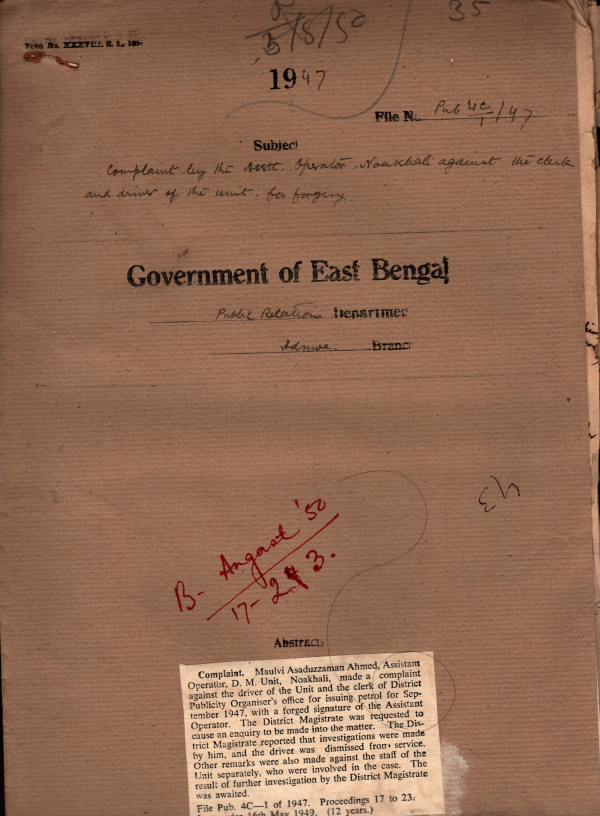 Form No. XXXVIII. S. L.
B/8/50
35
1947
File No. Pub 4C/1/47
Subject
Complaint by the Asstt. Operator, Noakhali against the clerk
and driver of the unit for forgery
Government of East Bengal
Public Relations Departmen
Branc
B- August '50
17-23.
Abstract
Complaint. Maulvi Asaduzzaman Ahmed, Assistant
Operator, D. M. Unit, Noakhali, made a complaint
against the driver of the Unit and the clerk of District
Publicity Organiser's office for issuing petrol for Sep-
tember 1947, with a forged signature of the Assistant
Operator. The District Magistrate was requested to
cause an enquiry to be made into the matter. The Dis-
trict Magistrate reported that investigations were made
by him, and the driver was dismissed from service.
Other remarks were also made against the staff of the
Unit separately, who were involved in the case. The
result of further investigation by the District Magistrate
was awaited.
File Pub. 4C—1 of 1947. Proceedings 17 to 23.
16th May 1949. (12 years.)